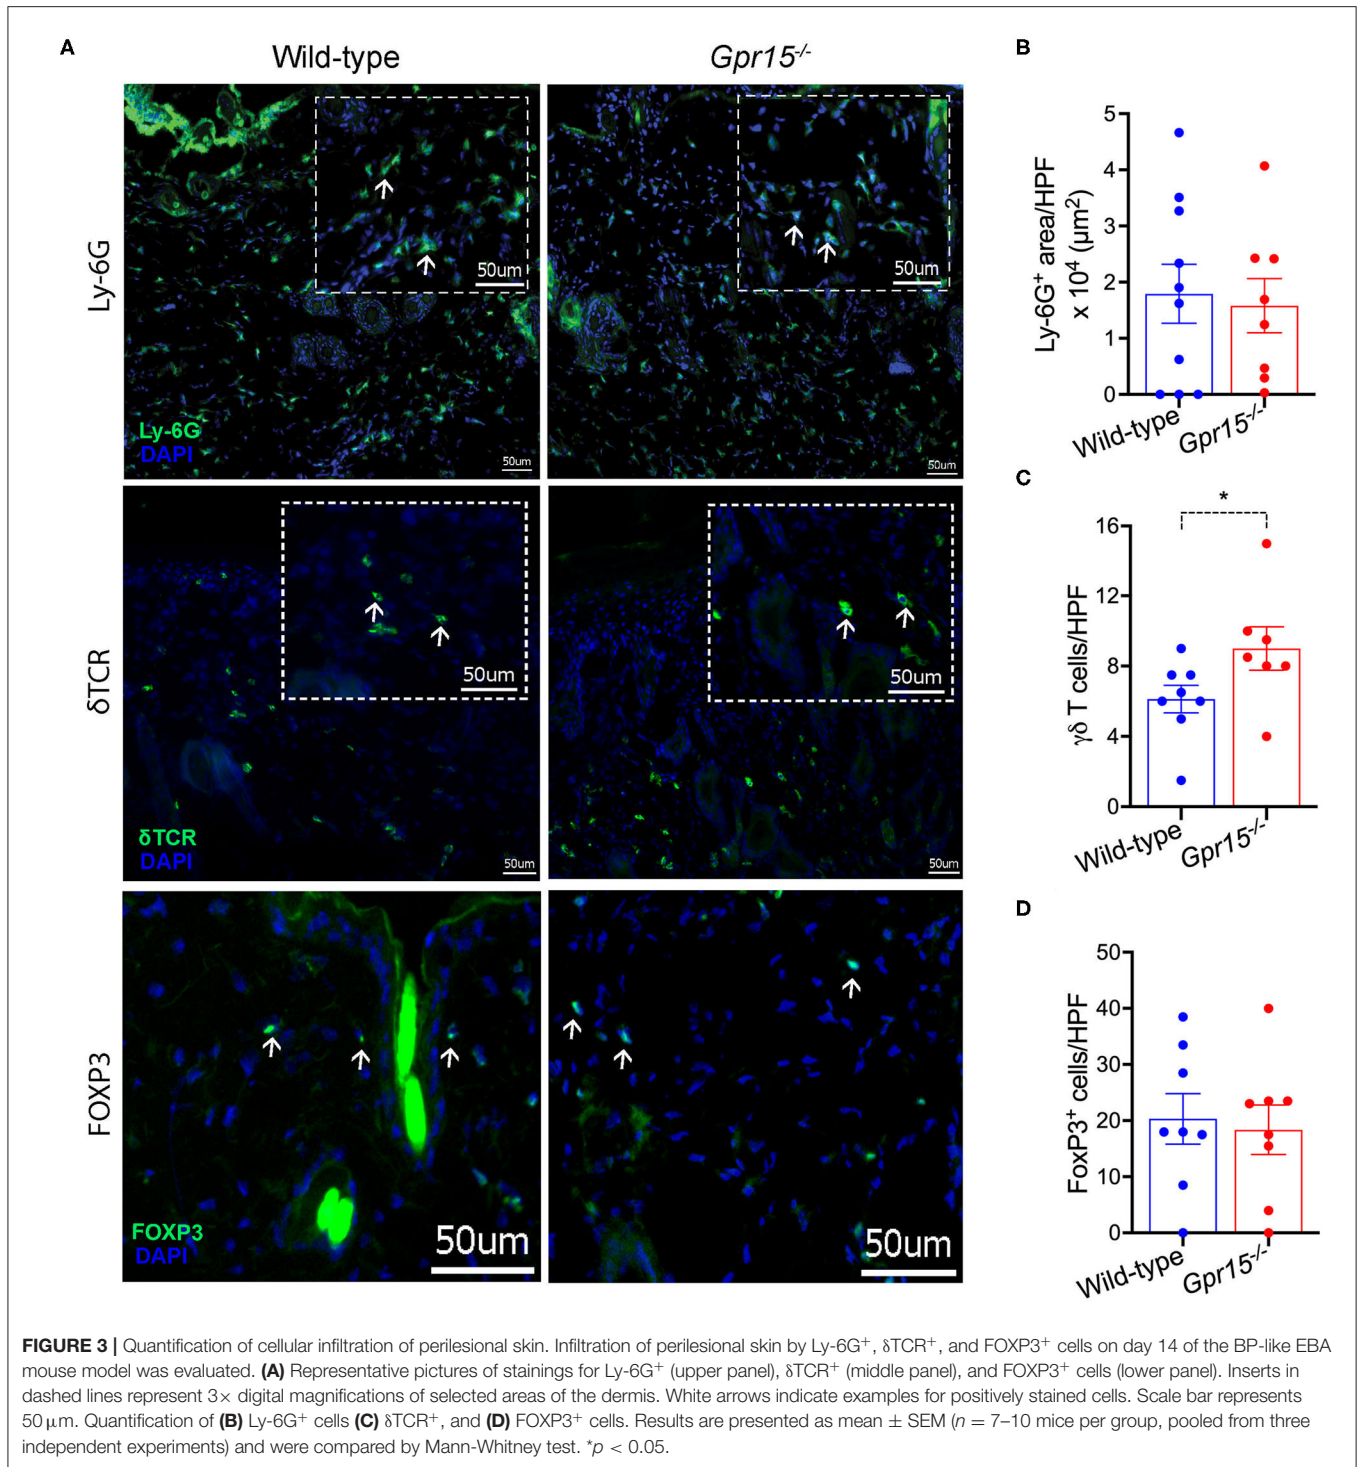 A
Wild-type
Gpr15-/-
Ly-6G
50um
50um
Ly-6G
DAPI
50um
50um
δTCR
50um
50um
δTCR
DAPI
50um
50um
FOXP3
FOXP3
DAPI
50um
50um
B
Ly-6G+ area/HPF
x 10⁴ (μm²)
5
4
3
2
1
0
Wild-type
Gpr15-/-
C
γδ T cells/HPF
*
16
12
8
4
0
Wild-type
Gpr15-/-
D
FoxP3+ cells/HPF
50
40
30
20
10
0
Wild-type
Gpr15-/-
FIGURE 3 | Quantification of cellular infiltration of perilesional skin. Infiltration of perilesional skin by Ly-6G+, δTCR+, and FOXP3+ cells on day 14 of the BP-like EBA
mouse model was evaluated. (A) Representative pictures of stainings for Ly-6G+ (upper panel), δTCR+ (middle panel), and FOXP3+ cells (lower panel). Inserts in
dashed lines represent 3× digital magnifications of selected areas of the dermis. White arrows indicate examples for positively stained cells. Scale bar represents
50 μm. Quantification of (B) Ly-6G+ cells (C) δTCR+, and (D) FOXP3+ cells. Results are presented as mean ± SEM (n = 7–10 mice per group, pooled from three
independent experiments) and were compared by Mann-Whitney test. *p < 0.05.